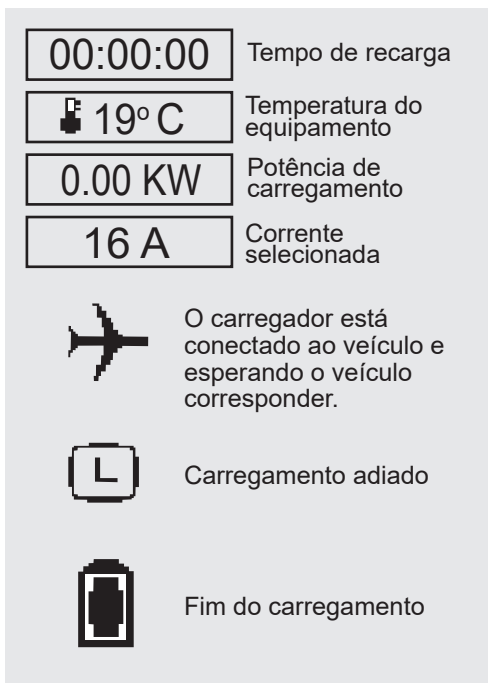 00:00:00 Tempo de recarga
19º C Temperatura do
equipamento
0.00 KW Potência de
carregamento
16 A Corrente
selecionada
O carregador está
conectado ao veículo e
esperando o veículo
corresponder.
L Carregamento adiado
Fim do carregamento